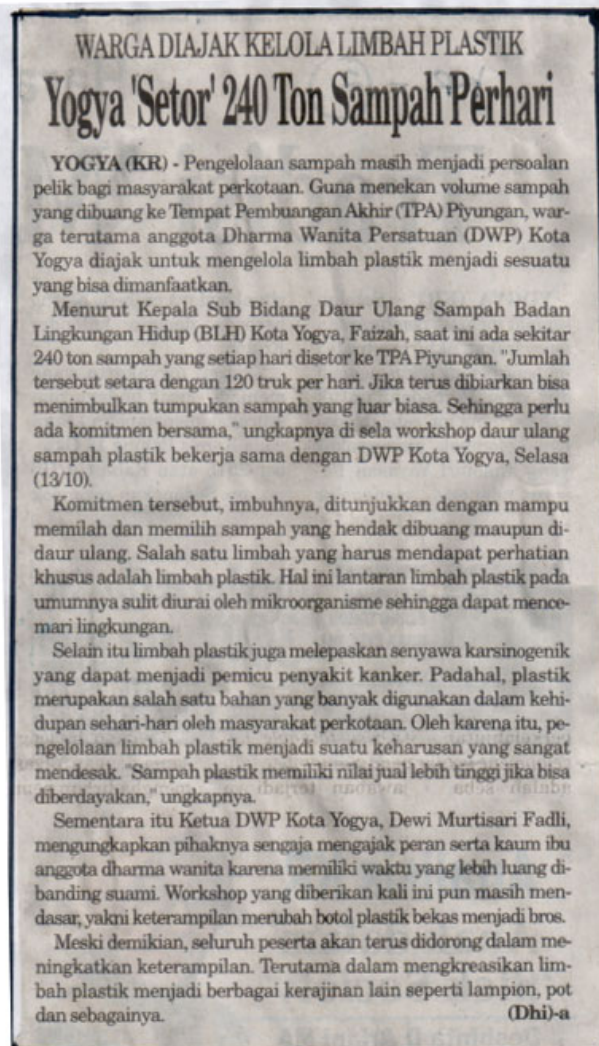 WARGA DIAJAK KELOLA LIMBAH PLASTIK
Yogya 'Setor' 240 Ton Sampah Perhari
YOGYA (KR) - Pengelolaan sampah masih menjadi persoalan
pelik bagi masyarakat perkotaan. Guna menekan volume sampah
yang dibuang ke Tempat Pembuangan Akhir (TPA) Piyungan, war-
ga terutama anggota Dharma Wanita Persatuan (DWP) Kota
Yogya diajak untuk mengelola limbah plastik menjadi sesuatu
yang bisa dimanfaatkan.
Menurut Kepala Sub Bidang Daur Ulang Sampah Badan
Lingkungan Hidup (BLH) Kota Yogya, Faizah, saat ini ada sekitar
240 ton sampah yang setiap hari disetor ke TPA Piyungan. "Jumlah
tersebut setara dengan 120 truk per hari. Jika terus dibiarkan bisa
menimbulkan tumpukan sampah yang luar biasa. Sehingga perlu
ada komitmen bersama," ungkapnya di sela workshop daur ulang
sampah plastik bekerja sama dengan DWP Kota Yogya, Selasa
(13/10).
Komitmen tersebut, imbuhnya, ditunjukkan dengan mampu
memilah dan memilih sampah yang hendak dibuang maupun di-
daur ulang. Salah satu limbah yang harus mendapat perhatian
khusus adalah limbah plastik. Hal ini lantaran limbah plastik pada
umumnya sulit diurai oleh mikroorganisme sehingga dapat mence-
mari lingkungan.
Selain itu limbah plastik juga melepaskan senyawa karsinogenik
yang dapat menjadi pemicu penyakit kanker. Padahal, plastik
merupakan salah satu bahan yang banyak digunakan dalam kehi-
dupan sehari-hari oleh masyarakat perkotaan. Oleh karena itu, pe-
ngelolaan limbah plastik menjadi suatu keharusan yang sangat
mendesak. "Sampah plastik memiliki nilai jual lebih tinggi jika bisa
diberdayakan," ungkapnya.
Sementara itu Ketua DWP Kota Yogya, Dewi Murtisari Fadli,
mengungkapkan pihaknya sengaja mengajak peran serta kaum ibu
anggota dharma wanita karena memiliki waktu yang lebih luang di-
banding suami. Workshop yang diberikan kali ini pun masih men-
dasar, yakni keterampilan merubah botol plastik bekas menjadi bros.
Meski demikian, seluruh peserta akan terus didorong dalam me-
ningkatkan keterampilan. Terutama dalam mengkreasikan lim-
bah plastik menjadi berbagai kerajinan lain seperti lampion, pot
dan sebagainya. (Dhi)-a